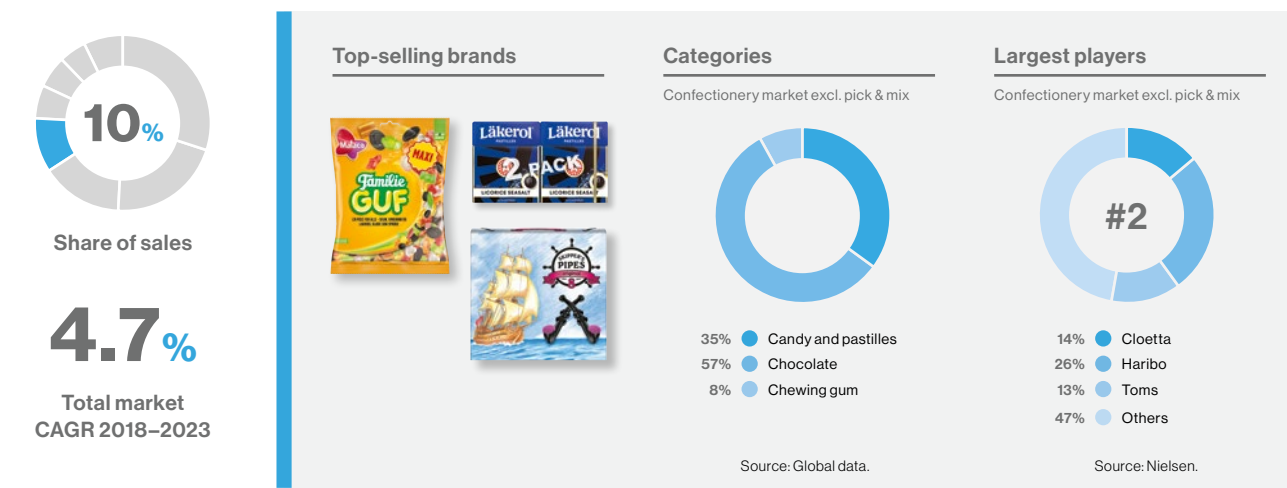 10%
Share of sales
4.7%
Total market
CAGR 2018–2023
Top-selling brands
Malaco
MAXI
Familie
GUF
Läkerol Läkerol
PASTILLES
2 PACK
LICORICE SEASALT LICORICE SEASALT
SKIPPER'S
PIPES
ORIGINAL
8
Categories
Confectionery market excl. pick & mix
35% Candy and pastilles
57% Chocolate
8% Chewing gum
Source: Global data.
Largest players
Confectionery market excl. pick & mix
#2
14% Cloetta
26% Haribo
13% Toms
47% Others
Source: Nielsen.